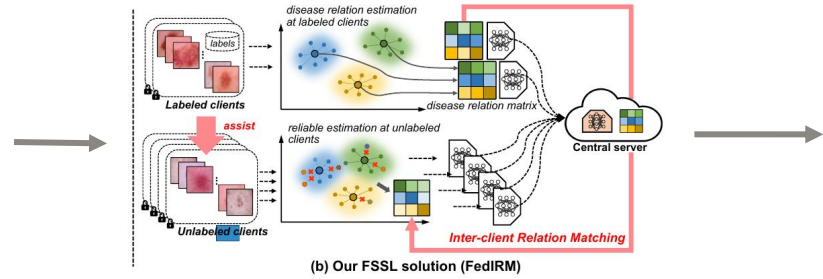 disease relation estimation
at labeled clients
labels
Labeled clients
disease relation matrix
assist
reliable estimation at unlabeled
clients
Central server
Unlabeled clients
Inter-client Relation Matching
(b) Our FSSL solution (FedIRM)